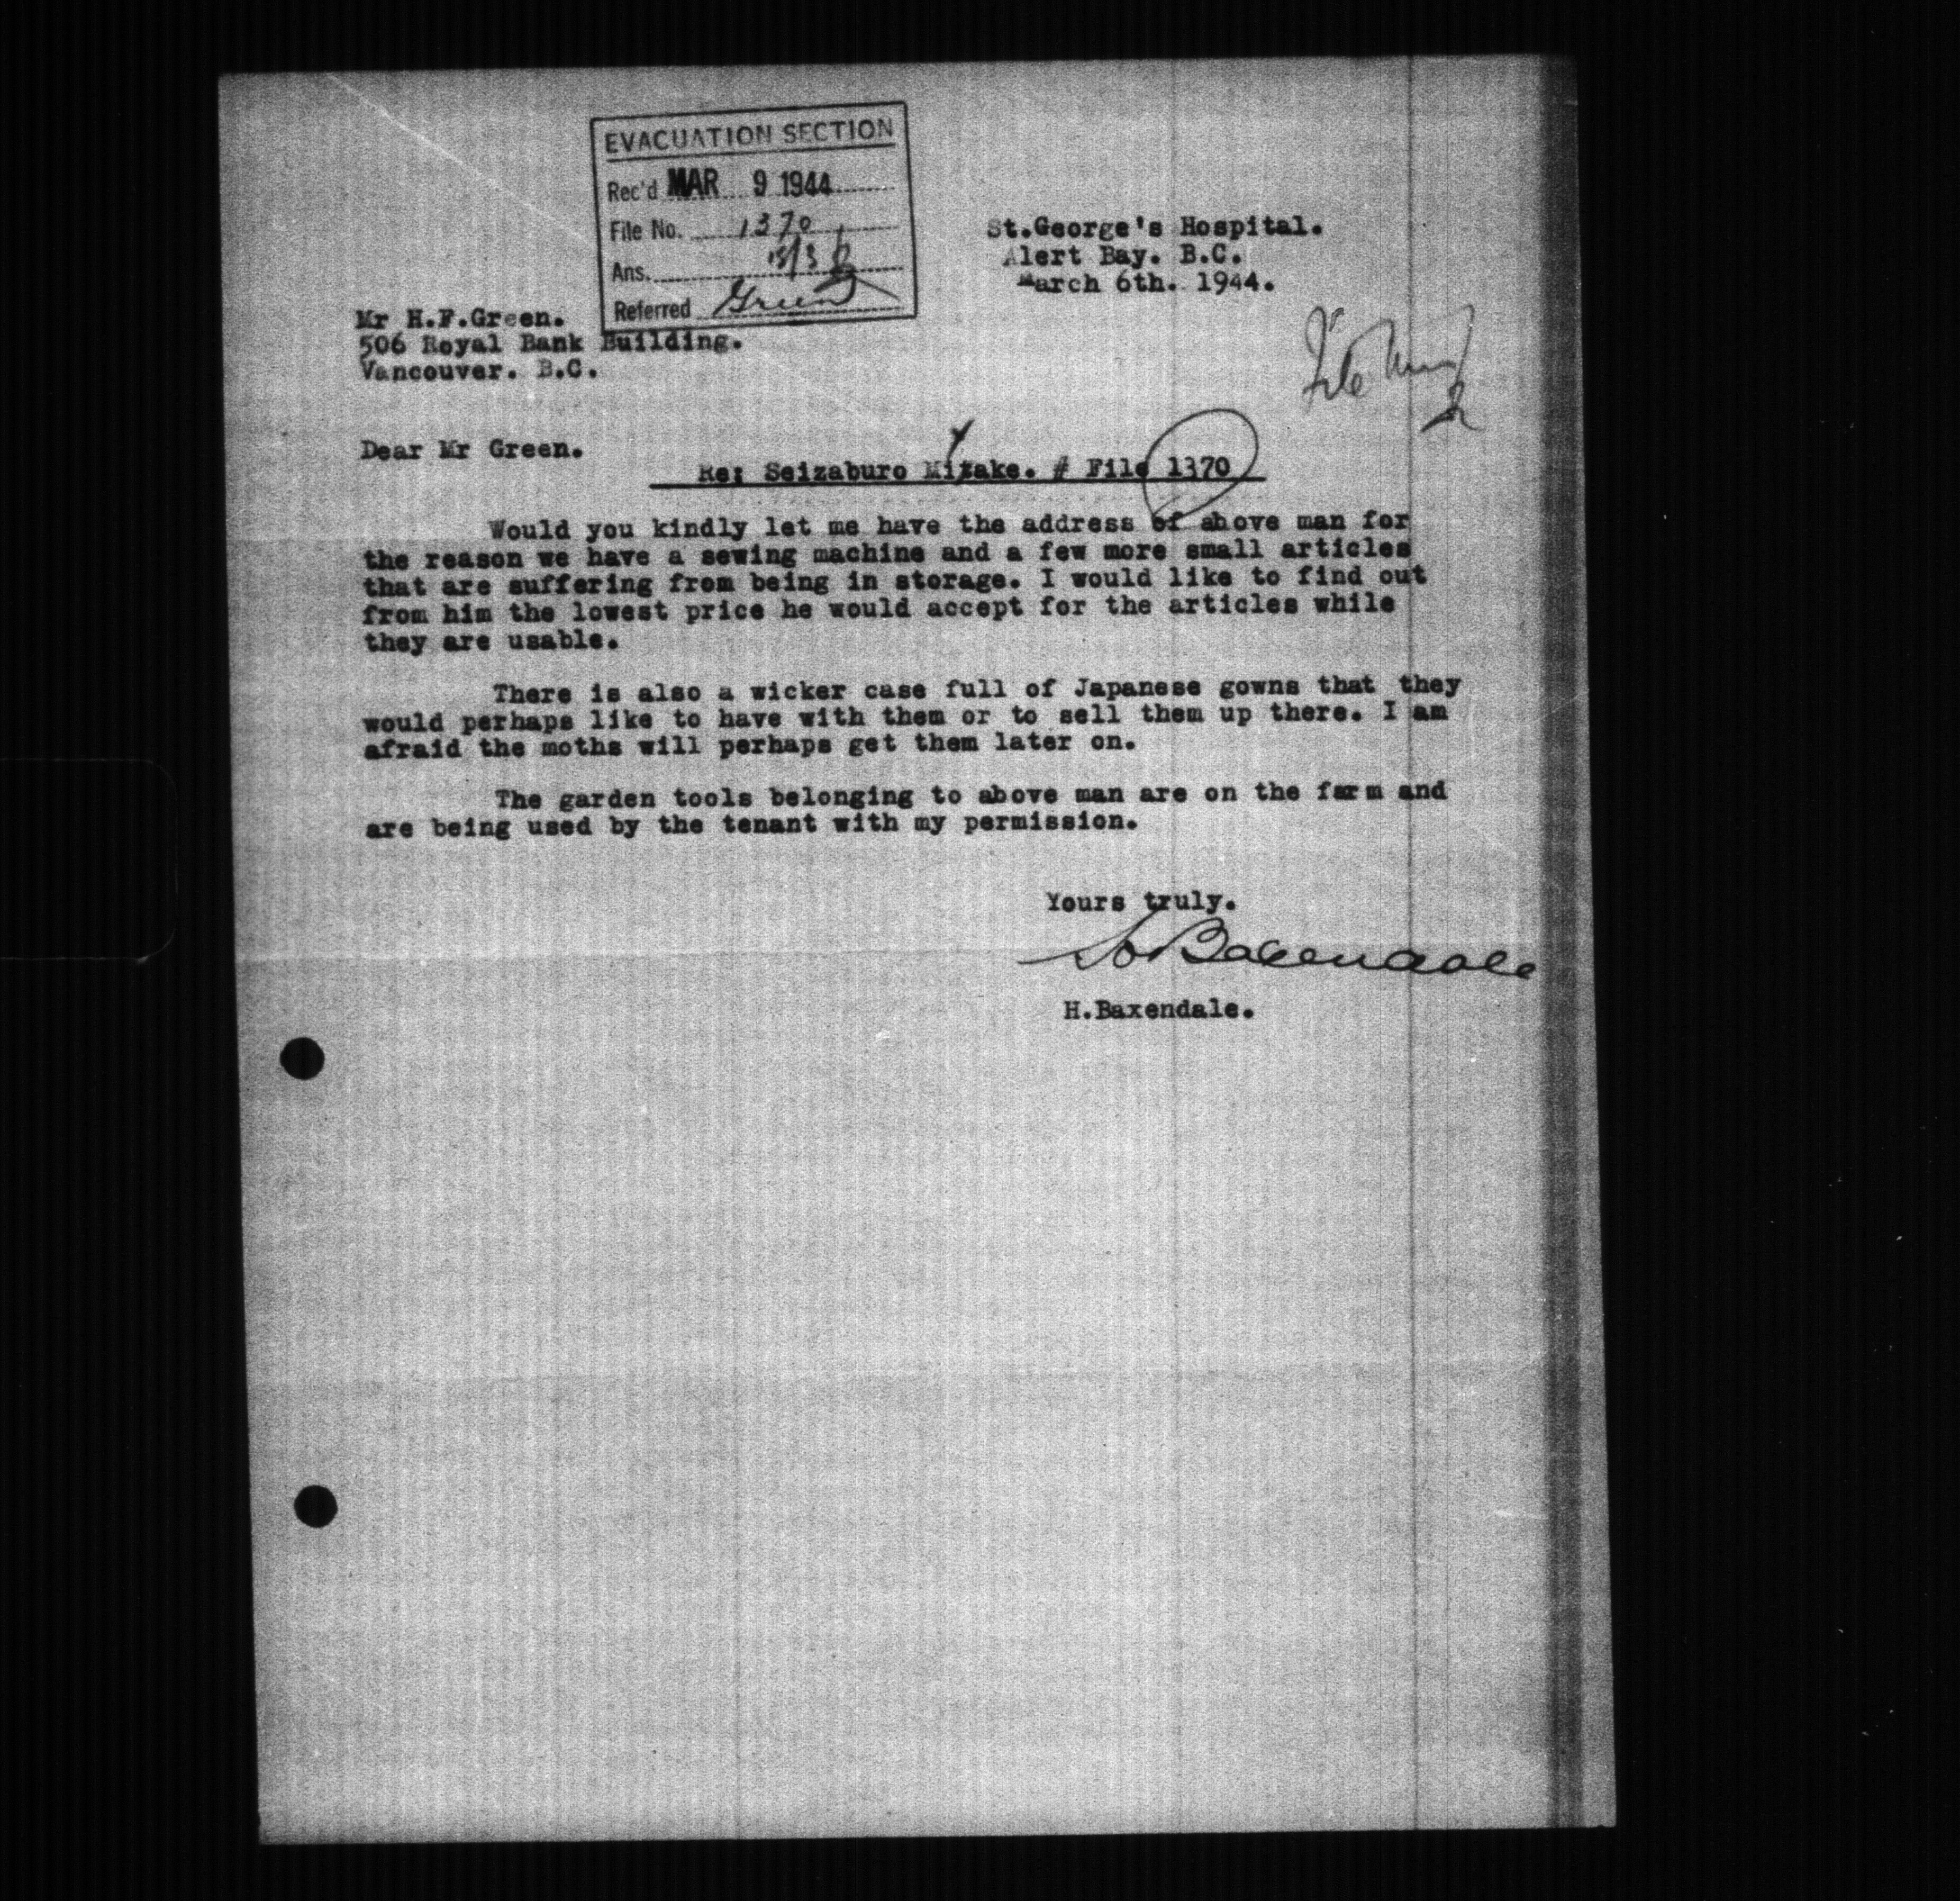 EVACUATION SECTION
Rec'd MAR 9 1944
File No. 1370
Ans. 15/3
Referred Green
St.George's Hospital.
Alert Bay. B.C.
March 6th. 1944.
Mr H.F.Green.
506 Royal Bank Building.
Vancouver. B.C.
File
Dear Mr Green.
Re: Seizaburo Mitake. # File 1370
Would you kindly let me have the address of above man for
the reason we have a sewing machine and a few more small articles
that are suffering from being in storage. I would like to find out
from him the lowest price he would accept for the articles while
they are usable.
There is also a wicker case full of Japanese gowns that they
would perhaps like to have with them or to sell them up there. I am
afraid the moths will perhaps get them later on.
The garden tools belonging to above man are on the farm and
are being used by the tenant with my permission.
Yours truly.
H Baxendale
H.Baxendale.